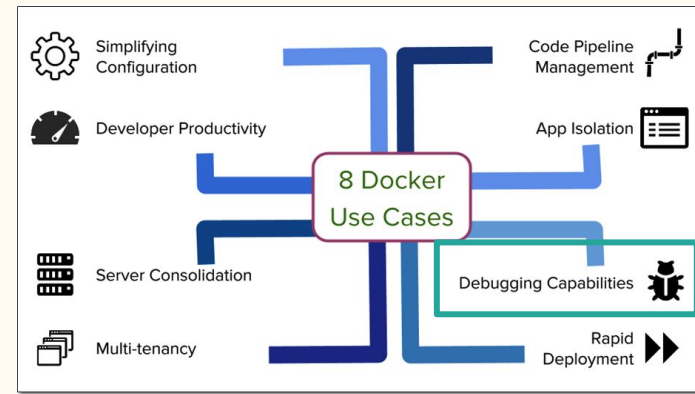 Simplifying
Configuration
Developer Productivity
Server Consolidation
Multi-tenancy
8 Docker
Use Cases
Code Pipeline
Management
App Isolation
Debugging Capabilities
Rapid
Deployment